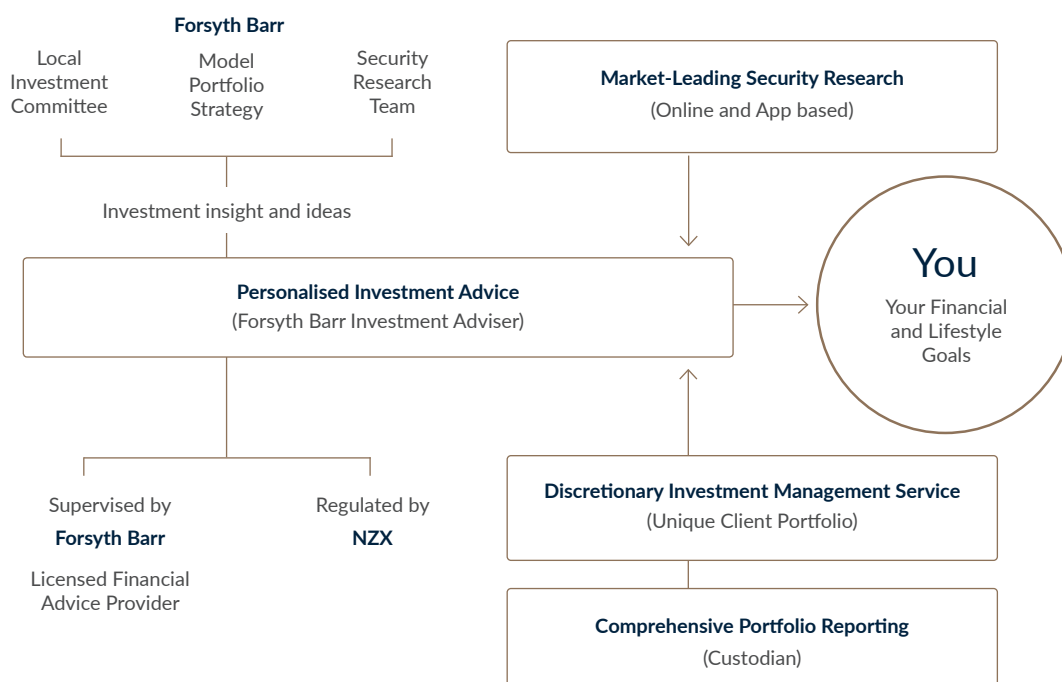 Forsyth Barr
Local
Investment
Committee
Model
Portfolio
Strategy
Security
Research
Team
Investment insight and ideas
Market-Leading Security Research
(Online and App based)
Personalised Investment Advice
(Forsyth Barr Investment Adviser)
You
Your Financial
and Lifestyle
Goals
Supervised by
Forsyth Barr
Licensed Financial
Advice Provider
Regulated by
NZX
Discretionary Investment Management Service
(Unique Client Portfolio)
Comprehensive Portfolio Reporting
(Custodian)